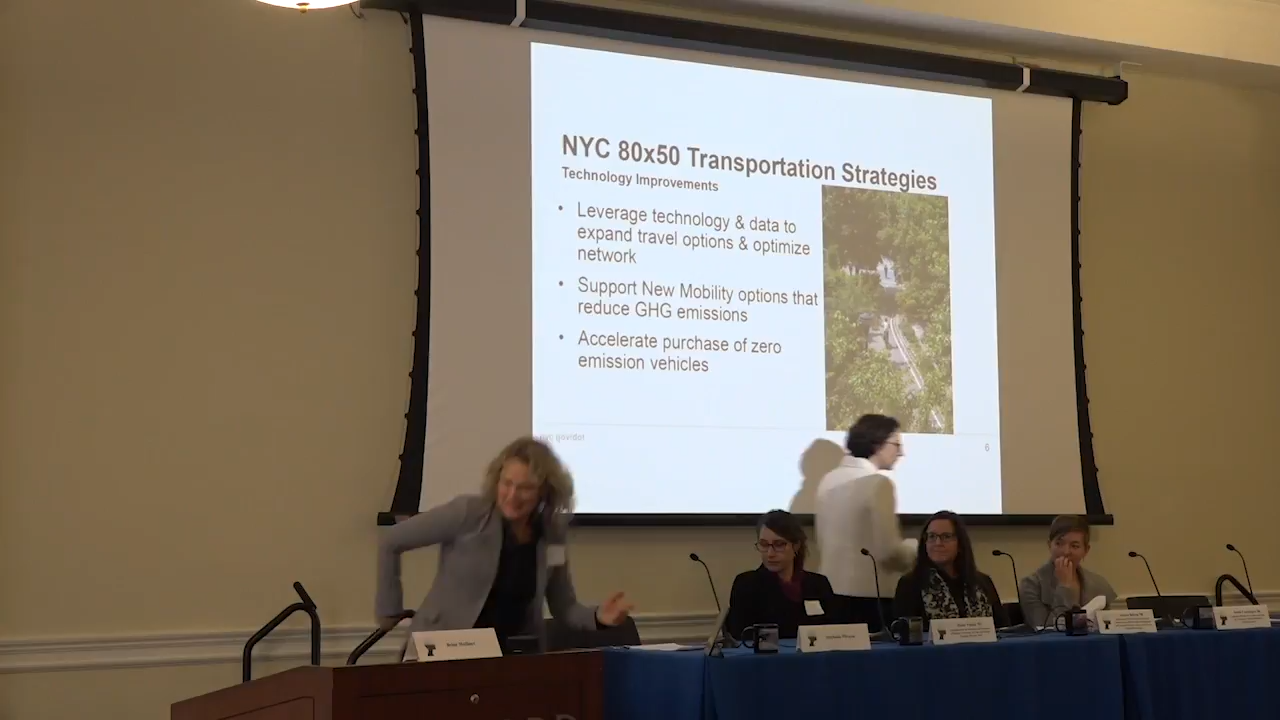 NYC 80x50 Transportation Strategies
Technology Improvements
• Leverage technology & data to
expand travel options & optimize
network
• Support New Mobility options that
reduce GHG emissions
• Accelerate purchase of zero
emission vehicles
6